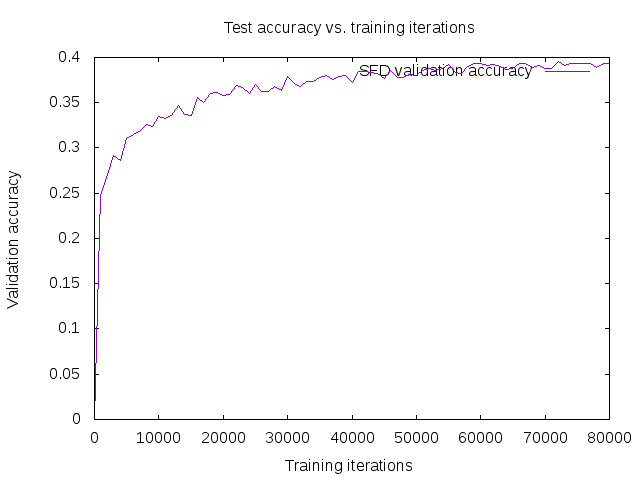 Test accuracy vs. training iterations
SFD validation accuracy
Validation accuracy
0.4
0.35
0.3
0.25
0.2
0.15
0.1
0.05
0
0 10000 20000 30000 40000 50000 60000 70000 80000
Training iterations